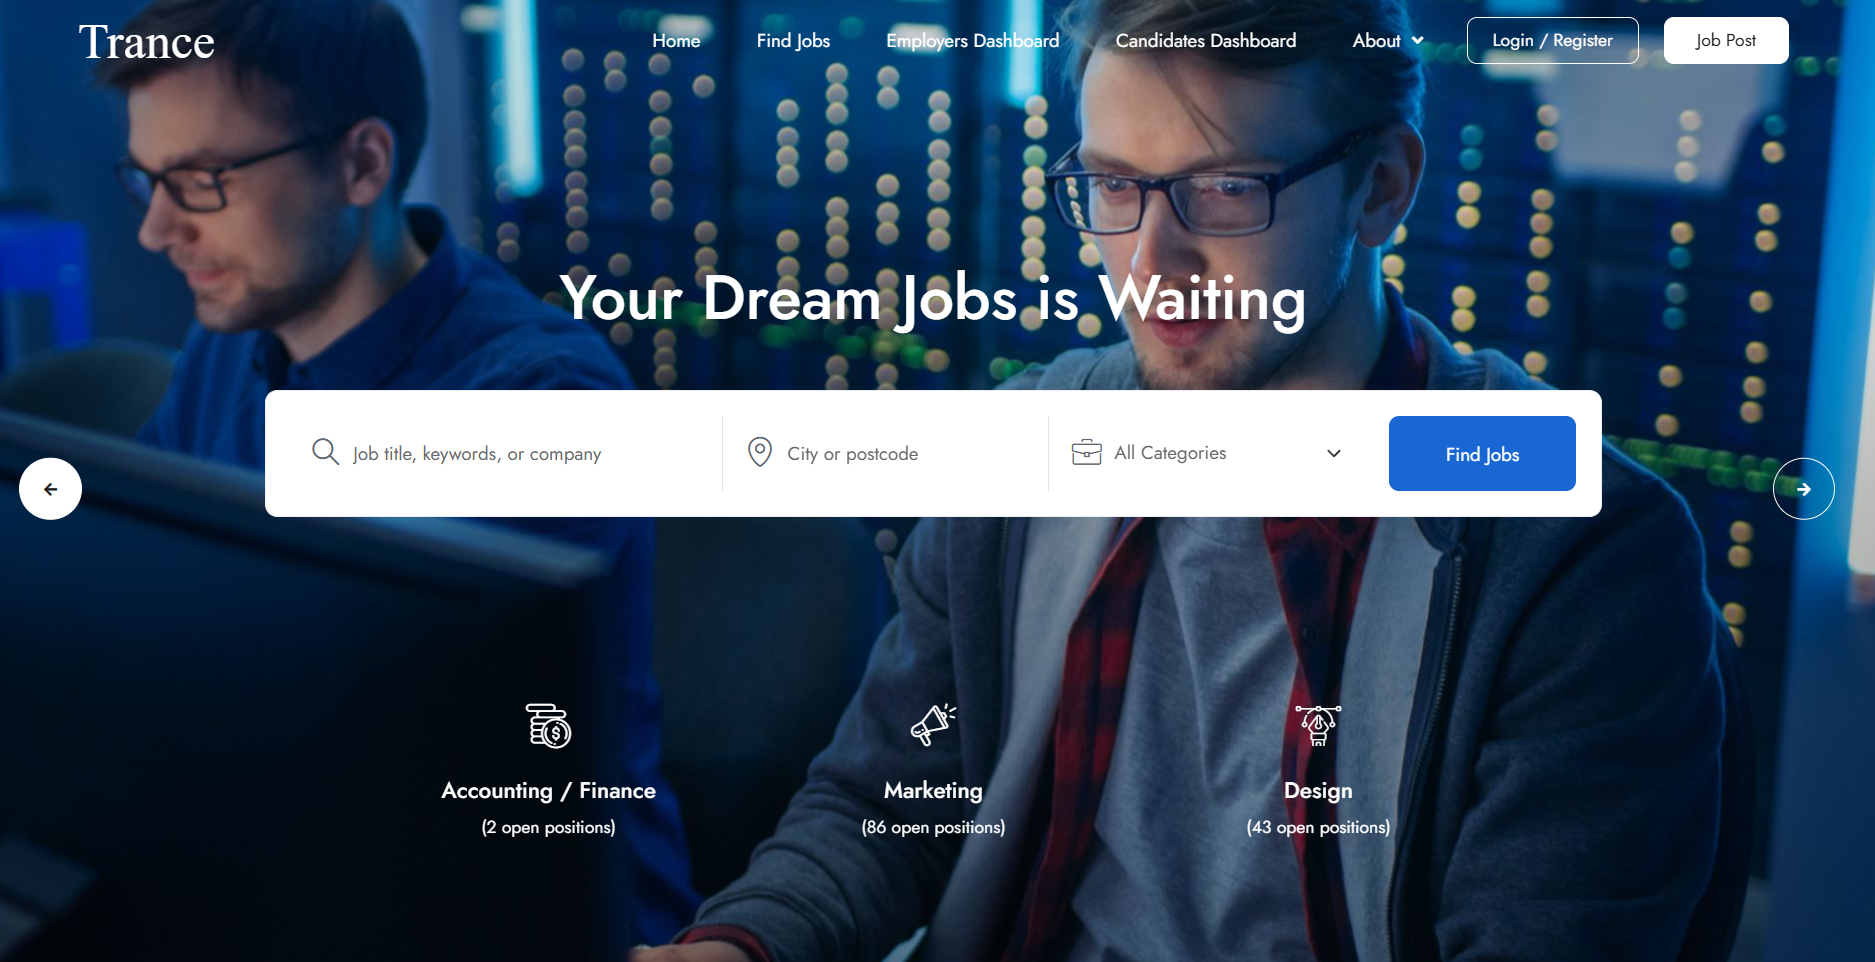 Trance
Home Find Jobs Employers Dashboard Candidates Dashboard About Login / Register Job Post
Your Dream Jobs is Waiting
Job title, keywords, or company City or postcode All Categories Find Jobs
Accounting / Finance Marketing Design
(2 open positions) (86 open positions) (43 open positions)